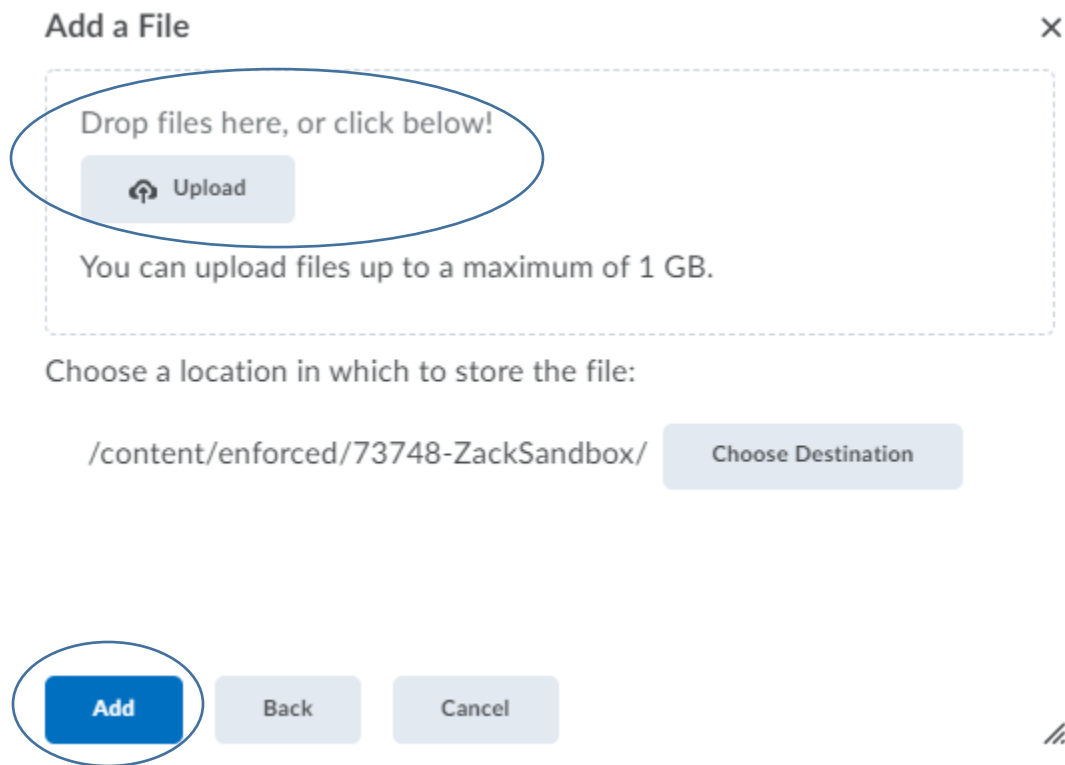 Add a File
Drop files here, or click below!
Upload
You can upload files up to a maximum of 1 GB.
Choose a location in which to store the file:
/content/enforced/73748-ZackSandbox/ Choose Destination
Add Back Cancel